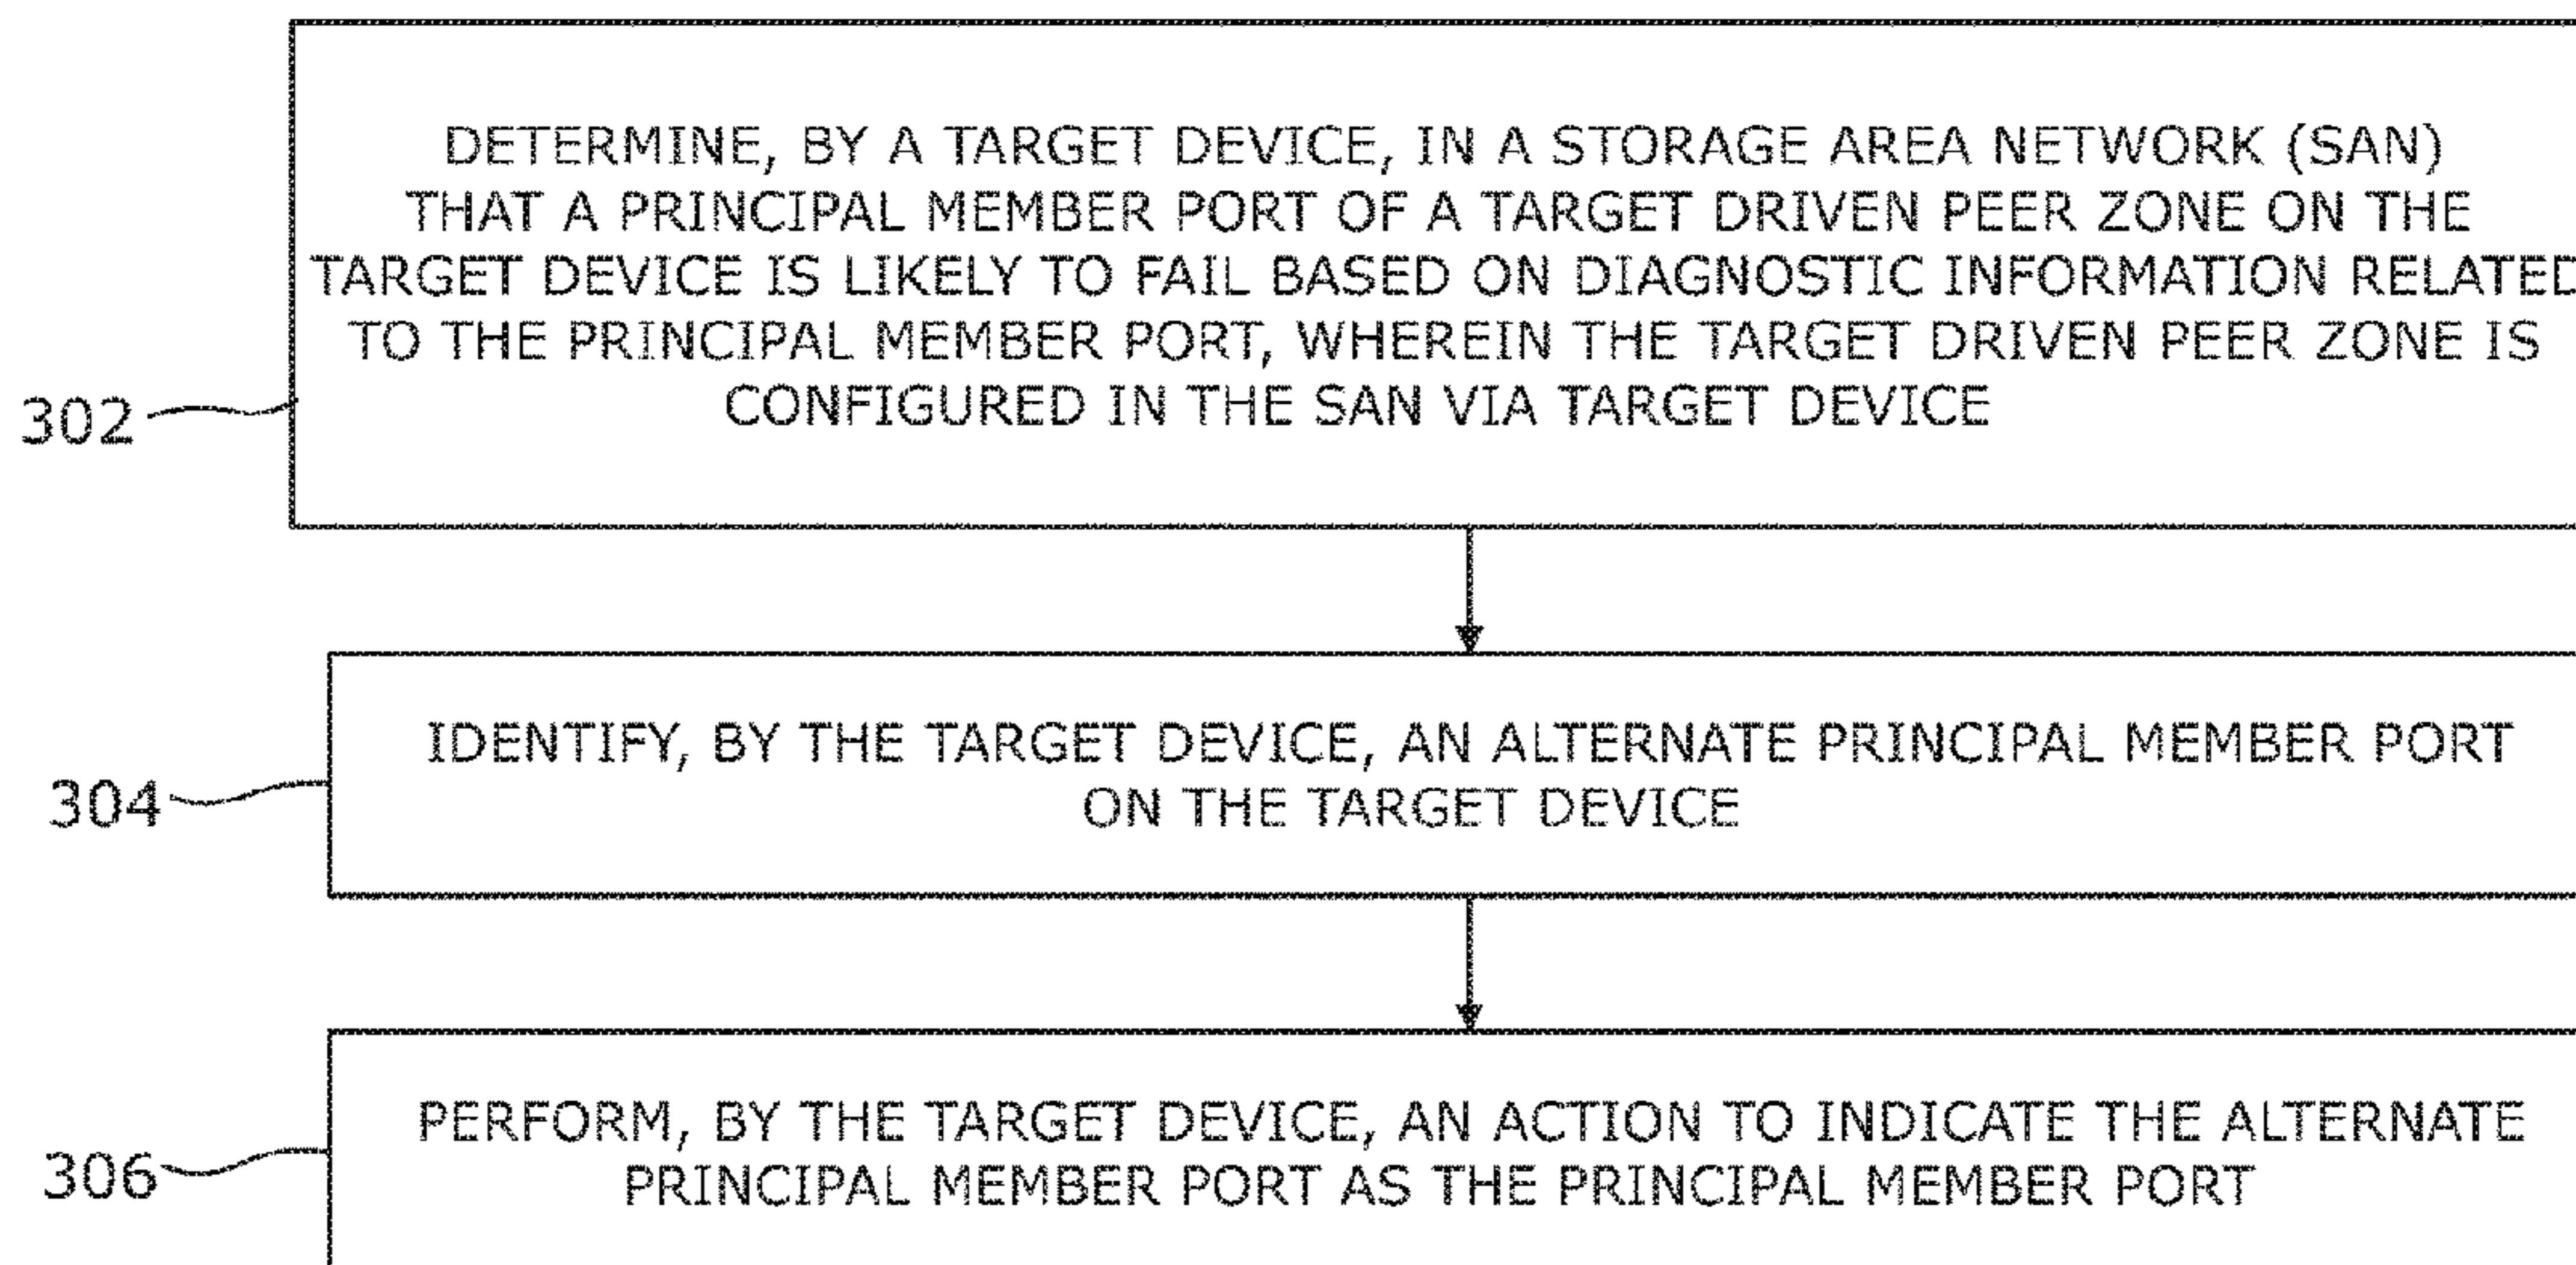 DETERMINE, BY A TARGET DEVICE, IN A STORAGE AREA NETWORK (SAN)
THAT A PRINCIPAL MEMBER PORT OF A TARGET DRIVEN PEER ZONE ON THE
TARGET DEVICE IS LIKELY TO FAIL BASED ON DIAGNOSTIC INFORMATION RELATED
TO THE PRINCIPAL MEMBER PORT, WHEREIN THE TARGET DRIVEN PEER ZONE IS
CONFIGURED IN THE SAN VIA TARGET DEVICE
302
IDENTIFY, BY THE TARGET DEVICE, AN ALTERNATE PRINCIPAL MEMBER PORT
ON THE TARGET DEVICE
304
PERFORM, BY THE TARGET DEVICE, AN ACTION TO INDICATE THE ALTERNATE
PRINCIPAL MEMBER PORT AS THE PRINCIPAL MEMBER PORT
306